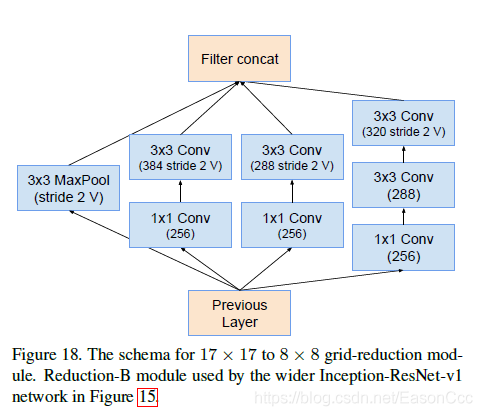 Filter concat
3x3 Conv
(320 stride 2 V)
3x3 Conv
(384 stride 2 V)
3x3 Conv
(288 stride 2 V)
3x3 MaxPool
(stride 2 V)
3x3 Conv
(288)
1x1 Conv
(256)
1x1 Conv
(256)
1x1 Conv
(256)
Previous
Layer
Figure 18. The schema for 17 × 17 to 8 × 8 grid-reduction mod-
ule. Reduction-B module used by the wider Inception-ResNet-v1
network in Figure 15.
https://blog.csdn.net/EasonCcc